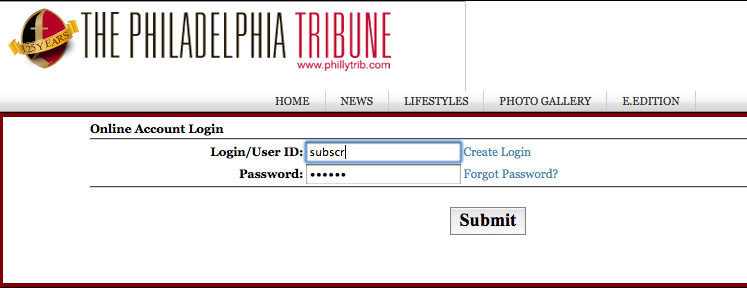 125 YEARS
THE PHILADELPHIA TRIBUNE
www.phillytrib.com
HOME NEWS LIFESTYLES PHOTO GALLERY E.EDITION
Online Account Login
Login/User ID: subscr Create Login
Password: •••••• Forgot Password?
Submit